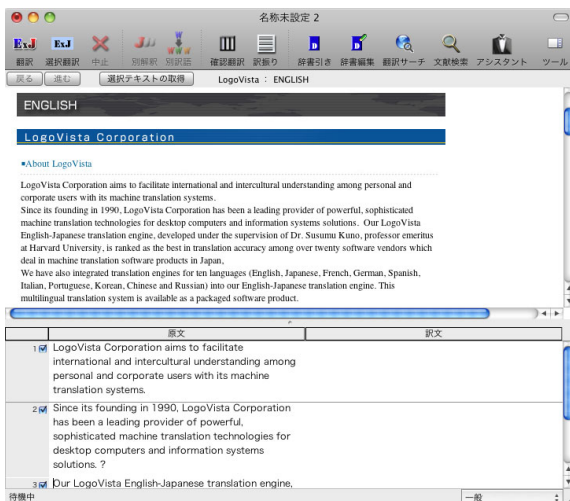 名称未設定 2
翻訳 選択翻訳 中止 別解釈 別訳語 確認翻訳 訳振り 辞書引き 辞書編集 翻訳サーチ 文献検索 アシスタント ツール
戻る 進む 選択テキストの取得 LogoVista : ENGLISH
ENGLISH
LogoVista Corporation
■About LogoVista
LogoVista Corporation aims to facilitate international and intercultural understanding among personal and
corporate users with its machine translation systems.
Since its founding in 1990, LogoVista Corporation has been a leading provider of powerful, sophisticated
machine translation technologies for desktop computers and information systems solutions. Our LogoVista
English-Japanese translation engine, developed under the supervision of Dr. Susumu Kuno, professor emeritus
at Harvard University, is ranked as the best in translation accuracy among over twenty software vendors which
deal in machine translation software products in Japan,
We have also integrated translation engines for ten languages (English, Japanese, French, German, Spanish,
Italian, Portuguese, Korean, Chinese and Russian) into our English-Japanese translation engine. This
multilingual translation system is available as a packaged software product.
原文 訳文
1 LogoVista Corporation aims to facilitate
international and intercultural understanding among
personal and corporate users with its machine
translation systems.
2 Since its founding in 1990, LogoVista Corporation
has been a leading provider of powerful,
sophisticated machine translation technologies for
desktop computers and information systems
solutions. ?
3 Our LogoVista English-Japanese translation engine,
待機中 一般